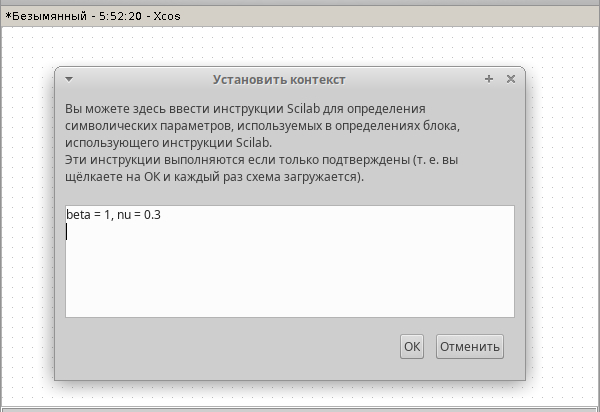 *Безымянный - 5:52:20 - Xcos
Установить контекст
Вы можете здесь ввести инструкции Scilab для определения
символических параметров, используемых в определениях блока,
использующего инструкции Scilab.
Эти инструкции выполняются если только подтверждены (т. е. вы
щёлкаете на ОК и каждый раз схема загружается).
beta = 1, nu = 0.3
ОК
Отменить